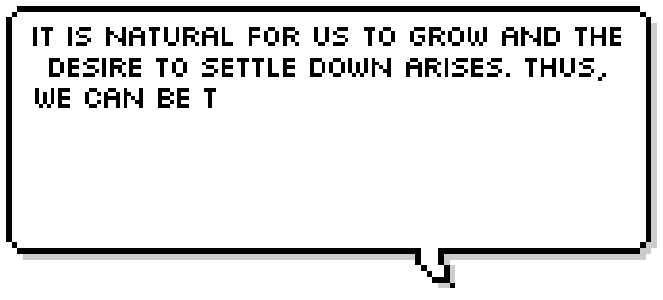 IT IS NATURAL FOR US TO GROW AND THE
DESIRE TO SETTLE DOWN ARISES. THUS,
WE CAN BE T